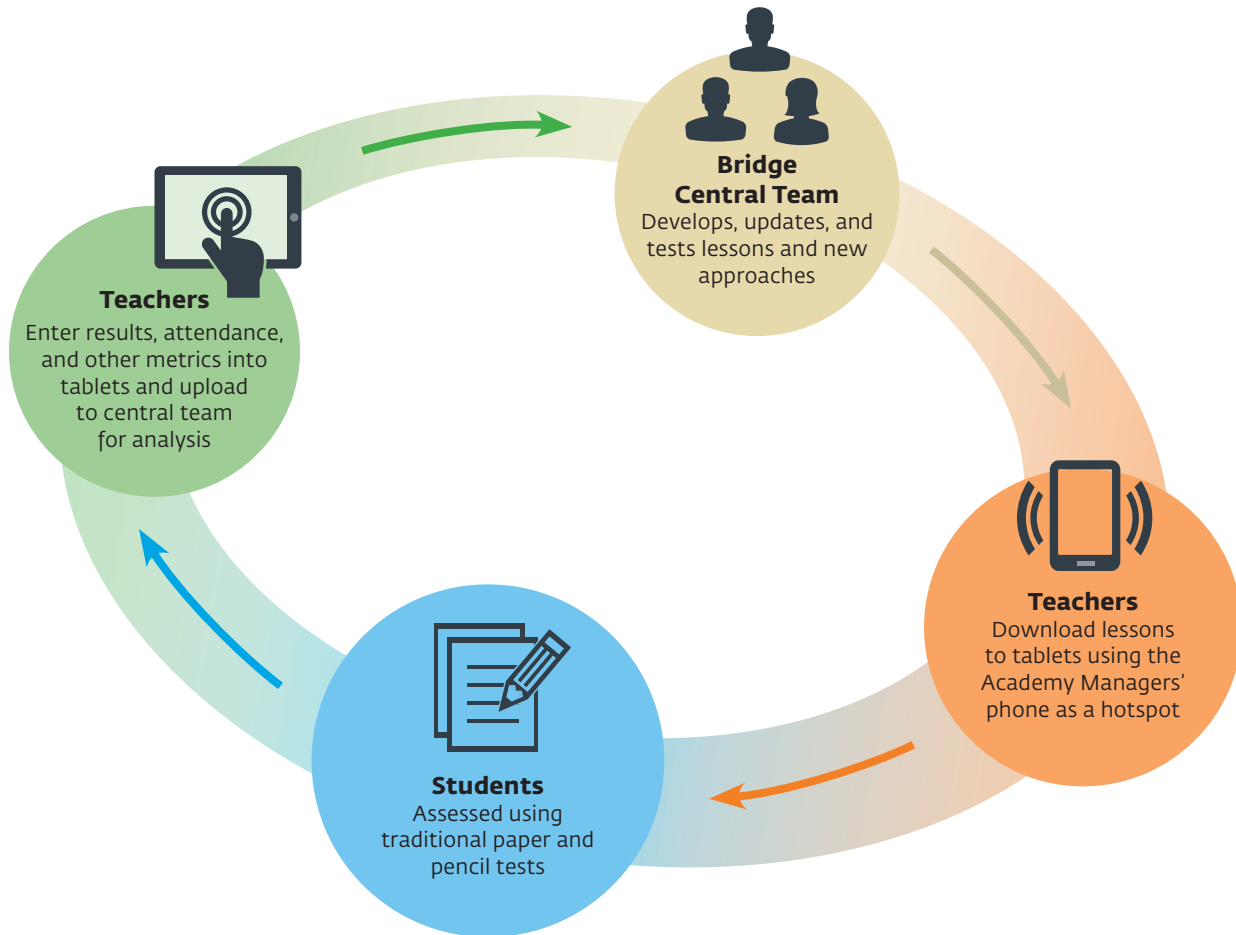 Bridge
Central Team
Develops, updates, and
tests lessons and new
approaches
Teachers
Download lessons
to tablets using the
Academy Managers’
phone as a hotspot
Students
Assessed using
traditional paper and
pencil tests
Teachers
Enter results, attendance,
and other metrics into
tablets and upload
to central team
for analysis